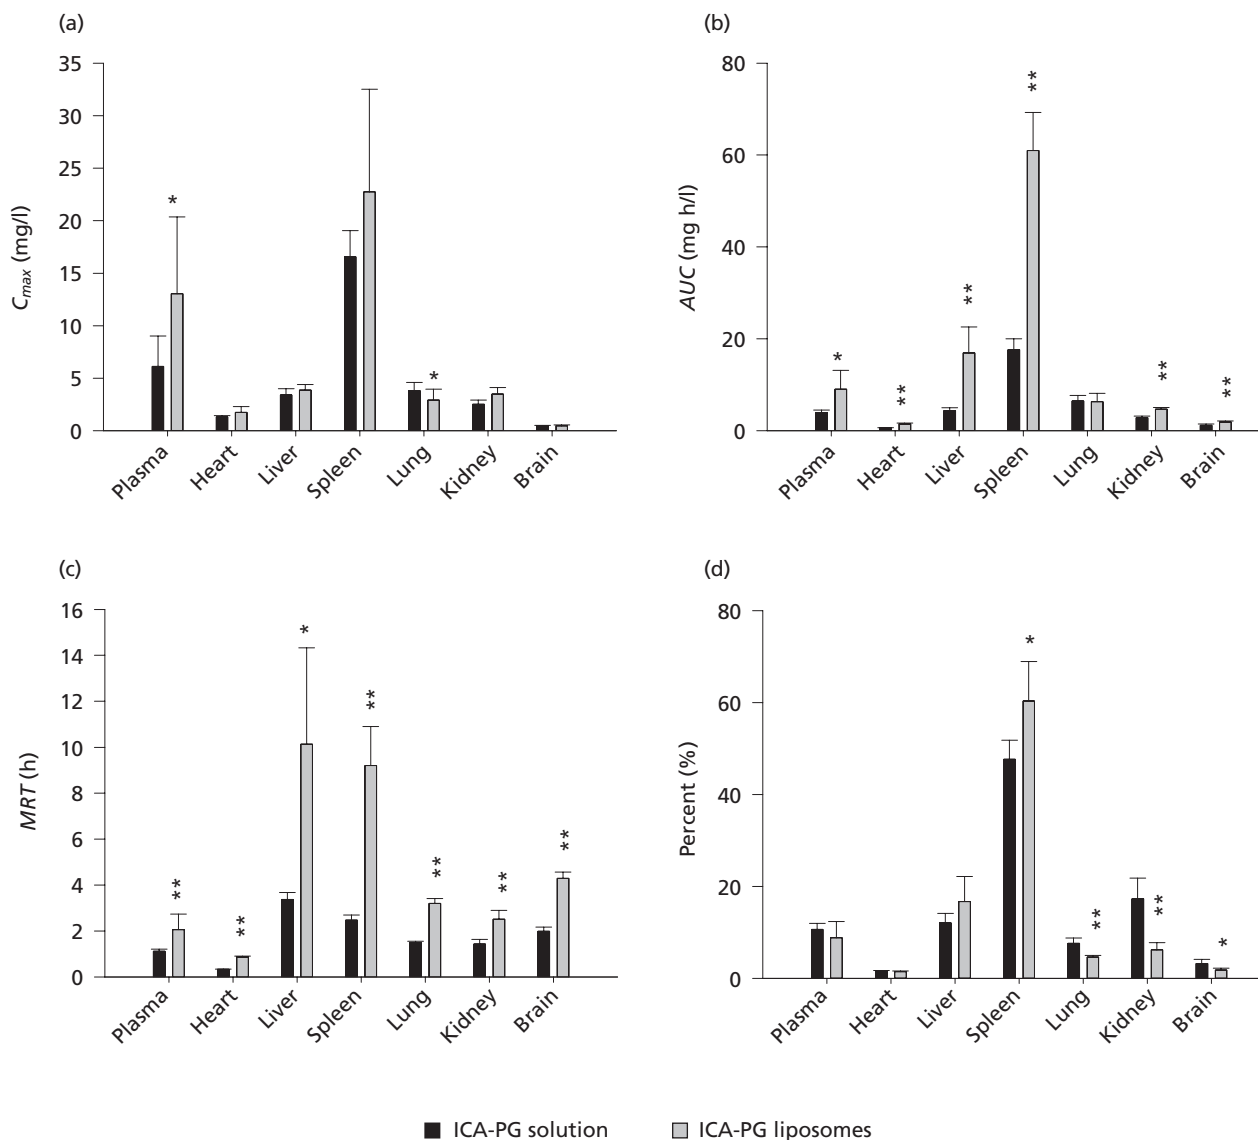 (a)
35
30
25
20
15
10
5
0
C_max (mg/l)
*
*
Plasma
Heart
Liver
Spleen
Lung
Kidney
Brain
(b)
80
60
40
20
0
AUC (mg h/l)
*
**
**
**
**
**
Plasma
Heart
Liver
Spleen
Lung
Kidney
Brain
(c)
16
14
12
10
8
6
4
2
0
MRT (h)
**
**
*
**
**
**
**
Plasma
Heart
Liver
Spleen
Lung
Kidney
Brain
(d)
80
60
40
20
0
Percent (%)
*
**
**
*
Plasma
Heart
Liver
Spleen
Lung
Kidney
Brain
ICA-PG solution
ICA-PG liposomes